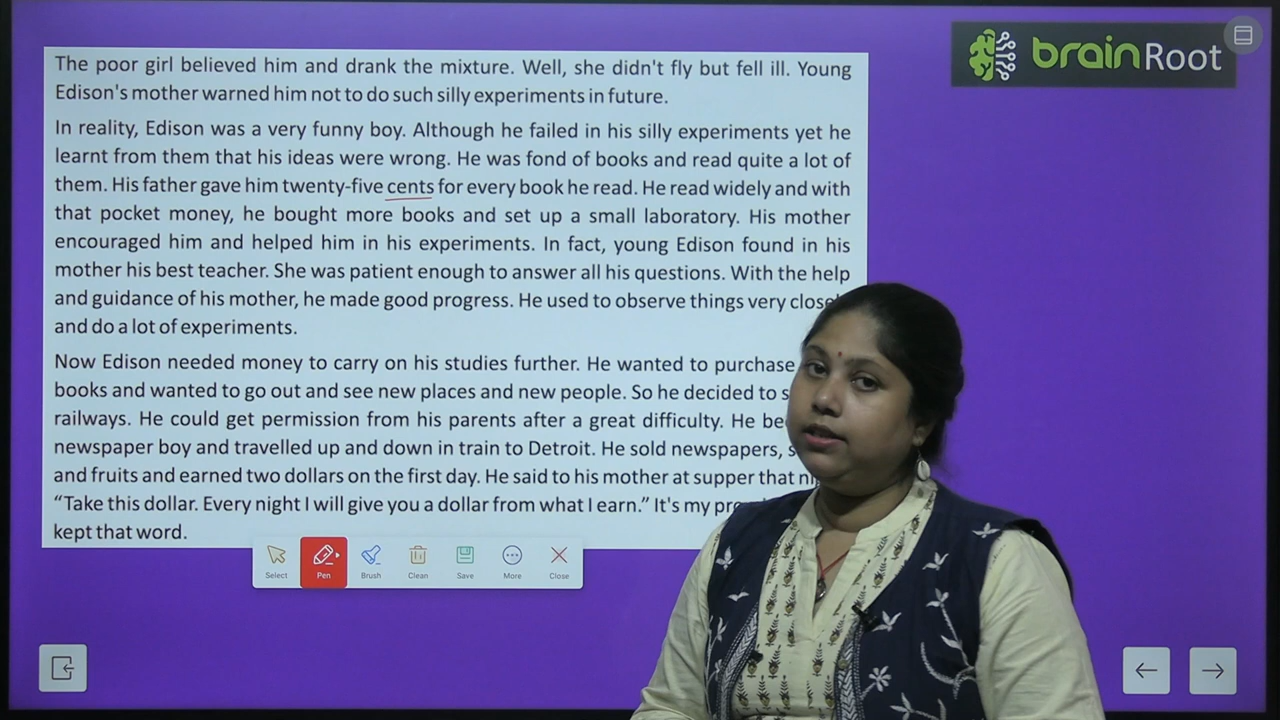 The poor girl believed him and drank the mixture. Well, she didn't fly but fell ill. Young
Edison's mother warned him not to do such silly experiments in future.
In reality, Edison was a very funny boy. Although he failed in his silly experiments yet he
learnt from them that his ideas were wrong. He was fond of books and read quite a lot of
them. His father gave him twenty-five cents for every book he read. He read widely and with
that pocket money, he bought more books and set up a small laboratory. His mother
encouraged him and helped him in his experiments. In fact, young Edison found in his
mother his best teacher. She was patient enough to answer all his questions. With the help
and guidance of his mother, he made good progress. He used to observe things very
and do a lot of experiments.
Now Edison needed money to carry on his studies further. He wanted to purchase
books and wanted to go out and see new places and new people. So he decided to
railways. He could get permission from his parents after a great difficulty. He
newspaper boy and travelled up and down in train to Detroit. He sold newspapers,
and fruits and earned two dollars on the first day. He said to his mother at supper that
“Take this dollar. Every night I will give you a dollar from what I earn.” It's my
kept that word.
brainRoot
Select Pen Brush Clean Save More Close